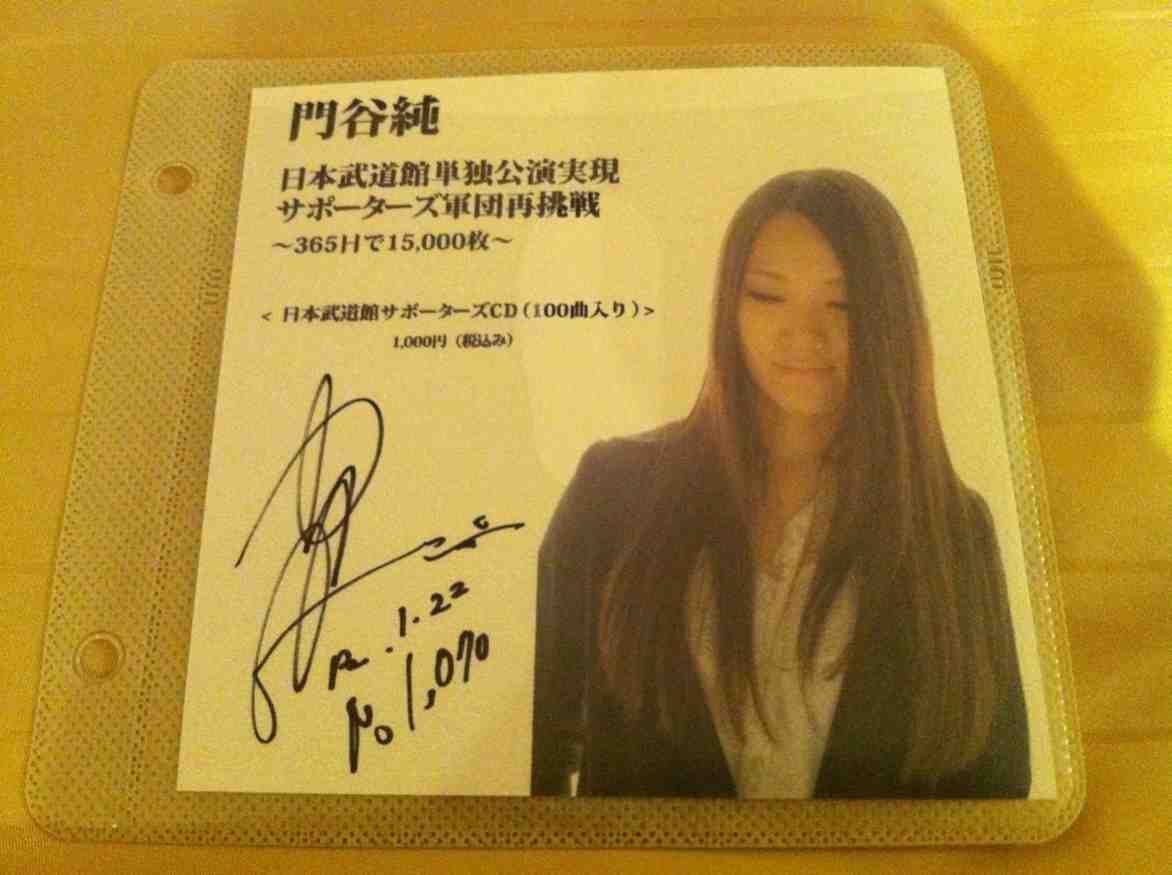 門谷純
日本武道館単独公演実現
サポーターズ軍団再挑戦
～365日で15,000枚～
< 日本武道館サポーターズCD（100曲入り）>
1,000円（税込み）
1.22
No 1,070